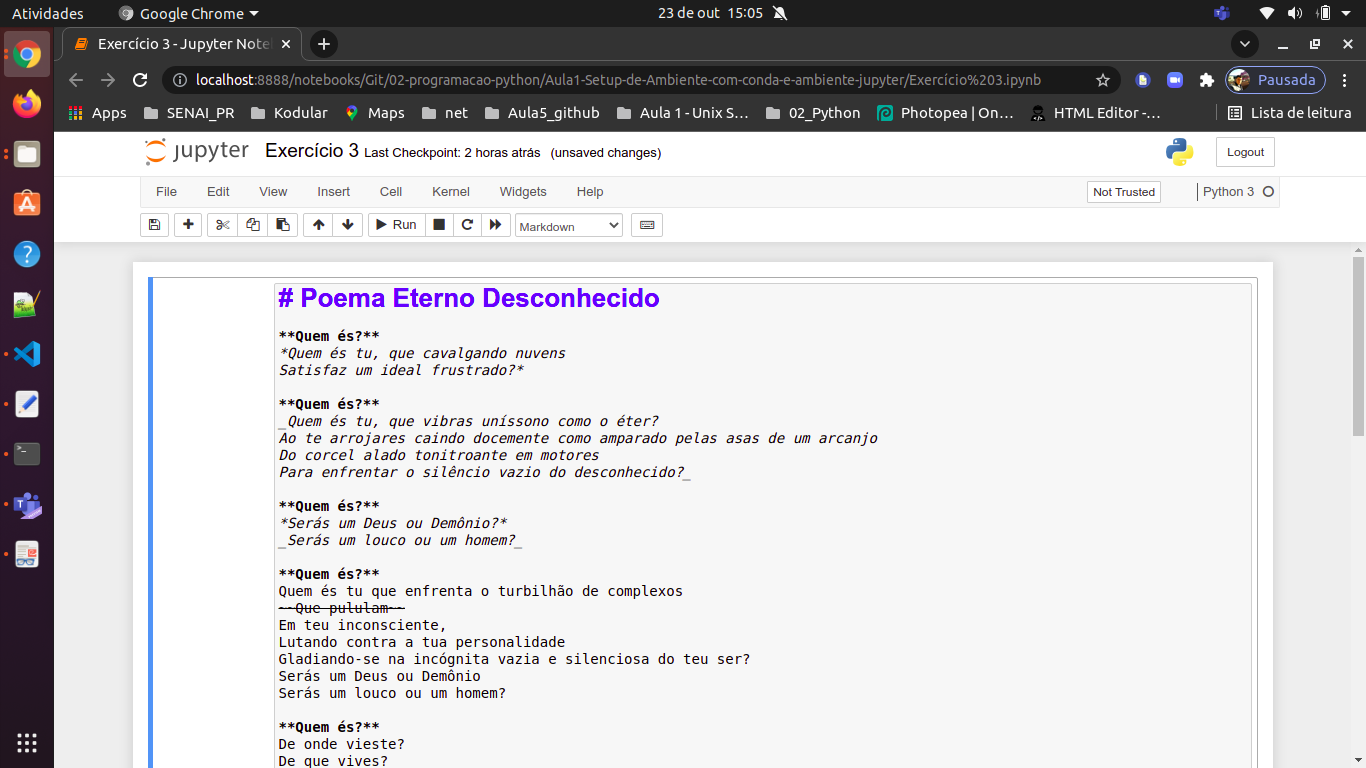 Atividades
Google Chrome
23 de out 15:05
Exercício 3 - Jupyter Note
localhost:8888/notebooks/Git/02-programacao-python/Aula1-Setup-de-Ambiente-com-conda-e-ambiente-jupyter/Exercício%203.ipynb
Pausada
Apps
SENAI_PR
Kodular
Maps
net
Aula5_github
Aula 1 - Unix S...
02_Python
Photopea | On...
HTML Editor -...
Lista de leitura
jupyter Exercício 3 Last Checkpoint: 2 horas atrás (unsaved changes)
Logout
File Edit View Insert Cell Kernel Widgets Help
Not Trusted
Python 3
Run
Markdown
# Poema Eterno Desconhecido
**Quem és?**
*Quem és tu, que cavalgando nuvens
Satisfaz um ideal frustrado?*
**Quem és?**
_Quem és tu, que vibras uníssono como o éter?
Ao te arrojares caindo docemente como amparado pelas asas de um arcanjo
Do corcel alado tonitroante em motores
Para enfrentar o silêncio vazio do desconhecido?_
**Quem és?**
*Serás um Deus ou Demônio?*
_Serás um louco ou um homem?_
**Quem és?**
Quem és tu que enfrenta o turbilhão de complexos
~~Que pululam~~
Em teu inconsciente,
Lutando contra a tua personalidade
Gladiando-se na incógnita vazia e silenciosa do teu ser?
Serás um Deus ou Demônio
Serás um louco ou um homem?
**Quem és?**
De onde vieste?
De que vives?